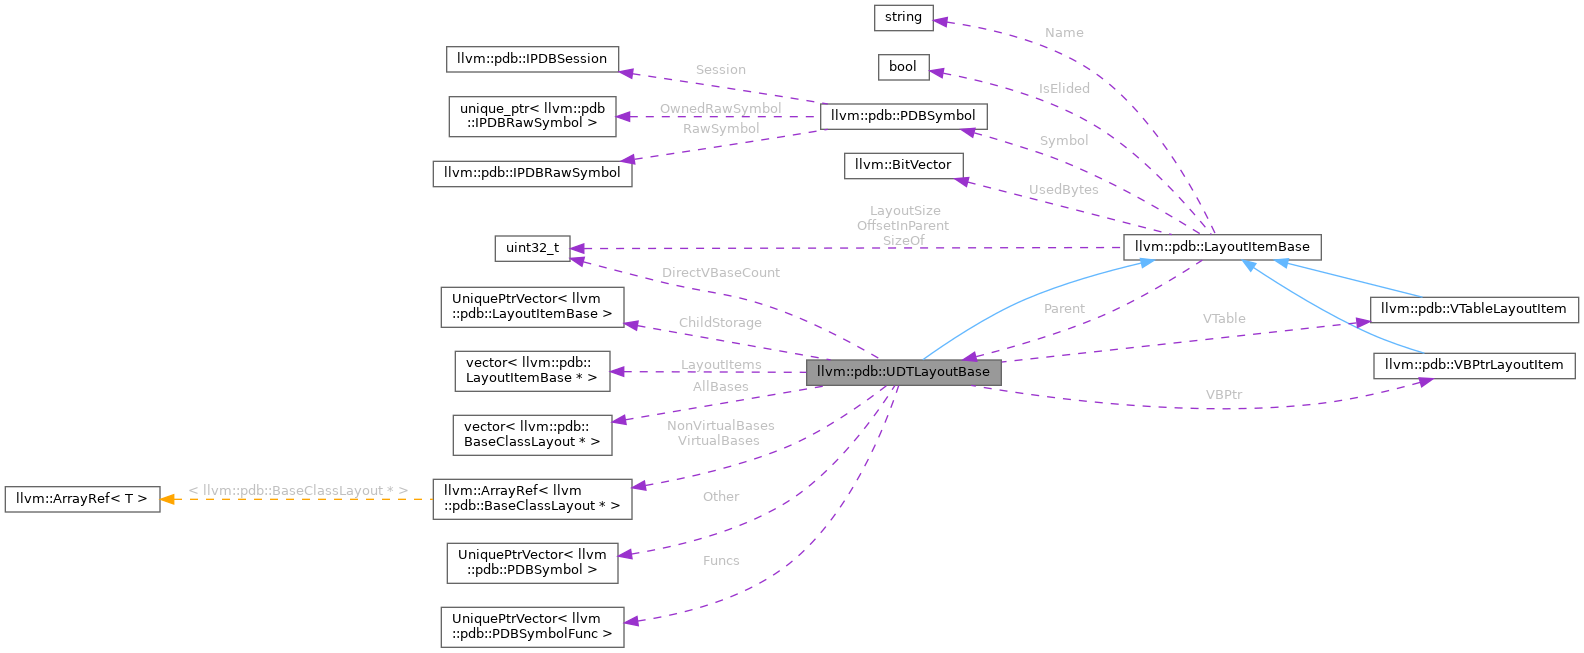 string
Name
llvm::pdb::IPDBSession
Session
bool
IsElided
unique_ptr< llvm::pdb
::IPDBRawSymbol >
OwnedRawSymbol
llvm::pdb::PDBSymbol
RawSymbol
Symbol
llvm::pdb::IPDBRawSymbol
llvm::BitVector
UsedBytes
LayoutSize
OffsetInParent
SizeOf
uint32_t
llvm::pdb::LayoutItemBase
DirectVBaseCount
UniquePtrVector< llvm
::pdb::LayoutItemBase >
ChildStorage
Parent
VTable
llvm::pdb::VTableLayoutItem
vector< llvm::pdb::
LayoutItemBase * >
LayoutItems
llvm::pdb::UDTLayoutBase
llvm::pdb::VBPtrLayoutItem
AllBases
VBPtr
vector< llvm::pdb::
BaseClassLayout * >
NonVirtualBases
VirtualBases
llvm::ArrayRef< T >
< llvm::pdb::BaseClassLayout * >
llvm::ArrayRef< llvm
::pdb::BaseClassLayout * >
Other
UniquePtrVector< llvm
::pdb::PDBSymbol >
Funcs
UniquePtrVector< llvm
::pdb::PDBSymbolFunc >